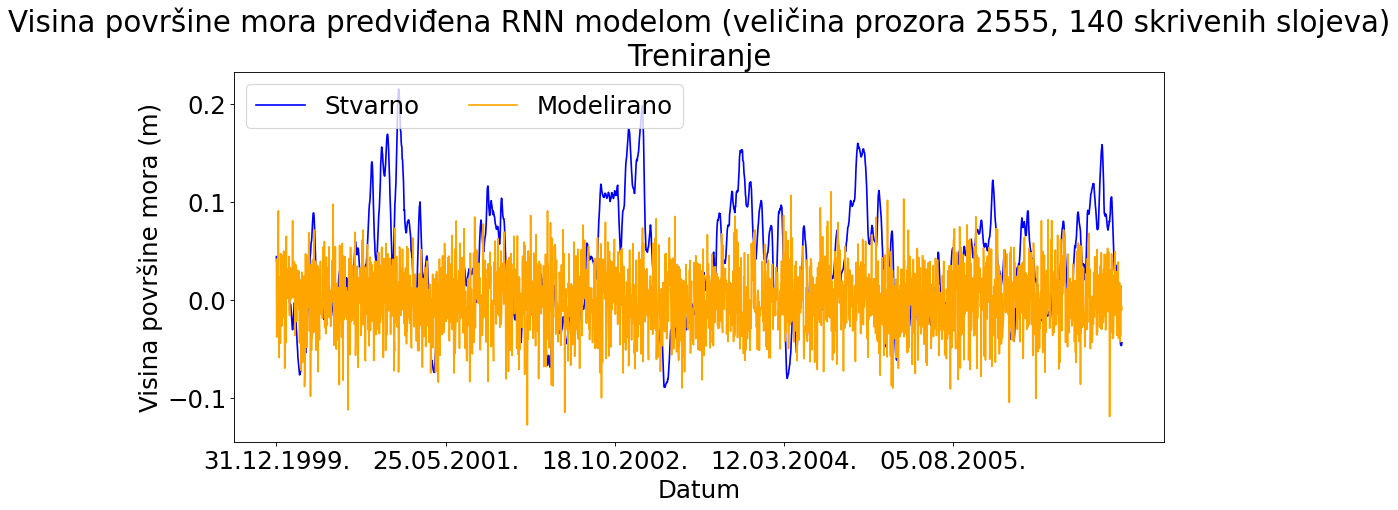 Visina površine mora predviđena RNN modelom (veličina prozora 2555, 140 skrivenih slojeva)
Treniranje
Stvarno Modelirano
Visina površine mora (m)
0.2
0.1
0.0
−0.1
31.12.1999. 25.05.2001. 18.10.2002. 12.03.2004. 05.08.2005.
Datum